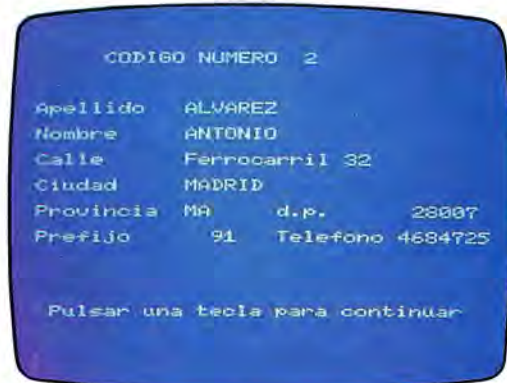 CODIGO NUMERO 2
Apellido ALVAREZ
Nombre ANTONIO
Calle Ferrocarril 32
Ciudad MADRID
Provincia MA d.p. 28007
Prefijo 91 Telefono 4684725
Pulsar una tecla para continuar